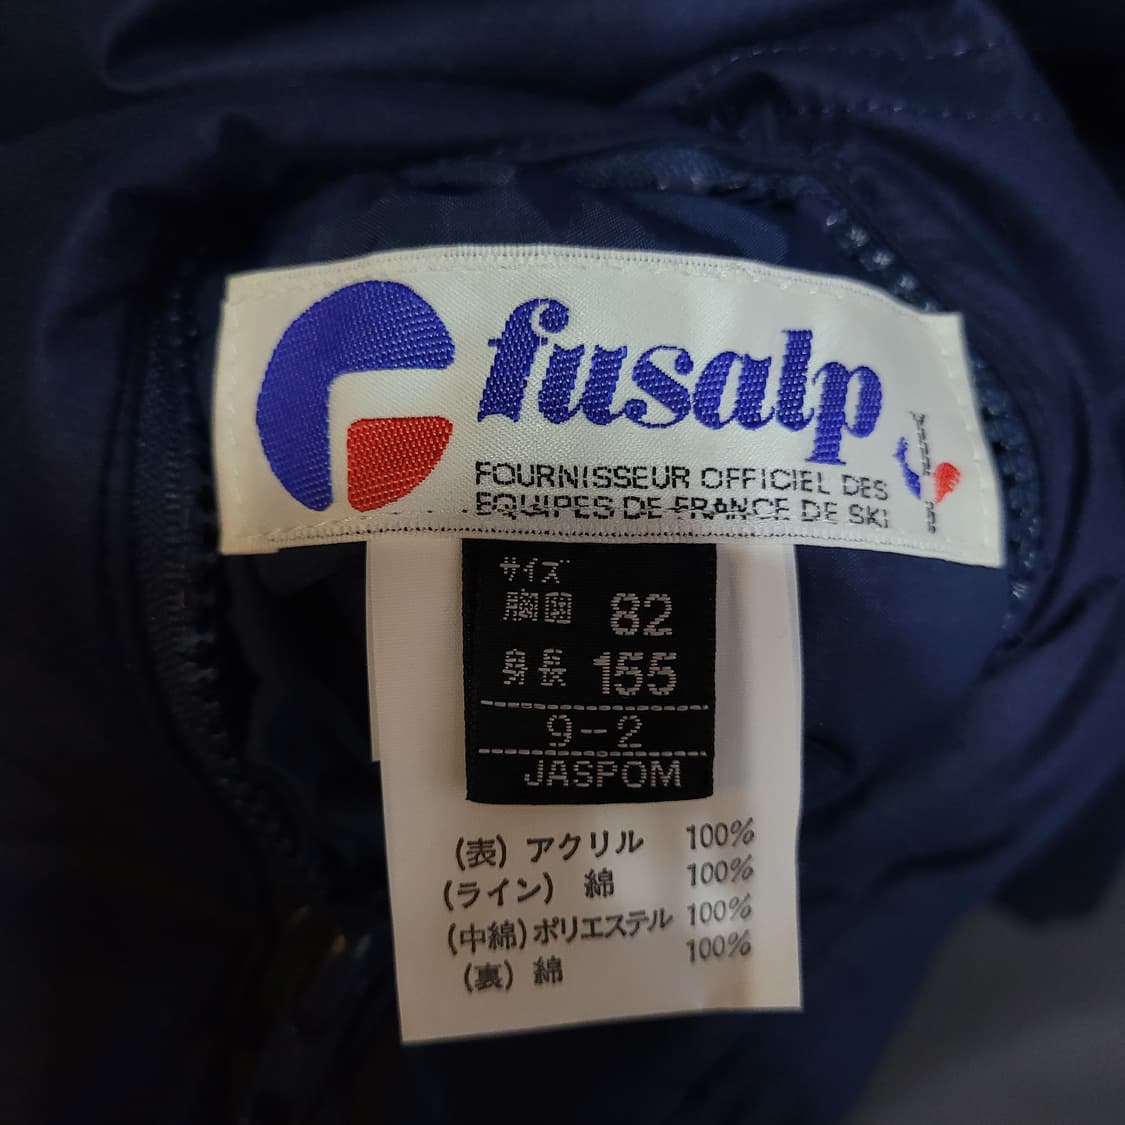 fusalp
FOURNISSEUR OFFICIEL DES
EQUIPES DE FRANCE DE SKI
サイズ
胸囲 82
身長 155
9-2
JASPOM
(表) アクリル 100%
(ライン) 綿 100%
(中綿) ポリエステル 100%
(裏) 綿 100%